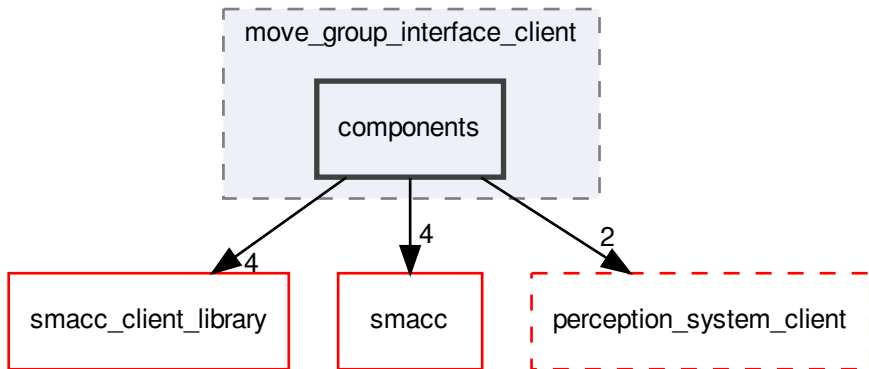 move_group_interface_client
components
4
4
2
smacc_client_library
smacc
perception_system_client